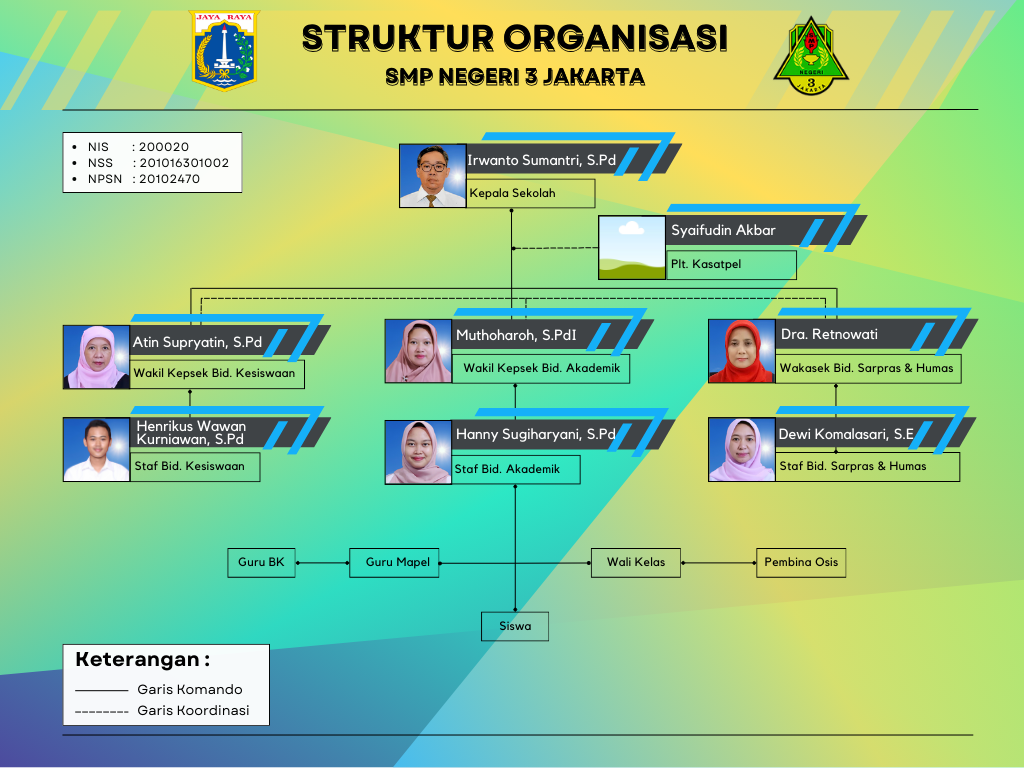 JAYA RAYA
STRUKTUR ORGANISASI
SMP NEGERI 3 JAKARTA
NEGERI
3
JAKARTA
• NIS : 200020
• NSS : 201016301002
• NPSN : 20102470
Irwanto Sumantri, S.Pd
Kepala Sekolah
Syaifudin Akbar
Plt. Kasatpel
Atin Supryatin, S.Pd
Wakil Kepsek Bid. Kesiswaan
Muthoharoh, S.PdI
Wakil Kepsek Bid. Akademik
Dra. Retnowati
Wakasek Bid. Sarpras & Humas
Henrikus Wawan
Kurniawan, S.Pd
Staf Bid. Kesiswaan
Hanny Sugiharyani, S.Pd
Staf Bid. Akademik
Dewi Komalasari, S.E
Staf Bid. Sarpras & Humas
Guru BK
Guru Mapel
Wali Kelas
Pembina Osis
Siswa
Keterangan :
Garis Komando
Garis Koordinasi